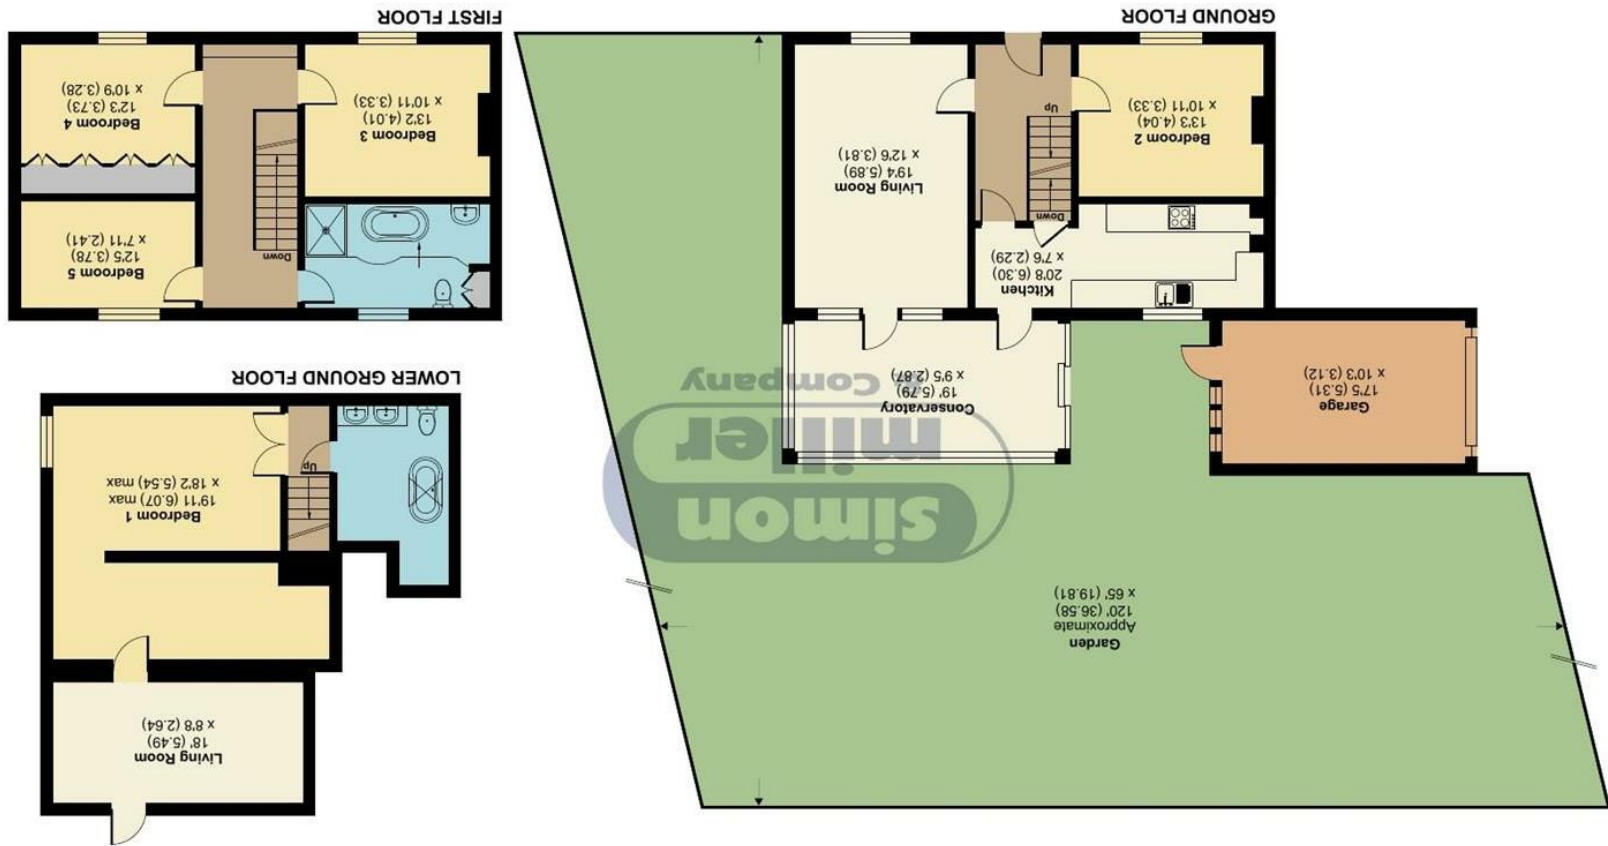 Garden
Approximate
120' (36.58)
x 65' (19.81)
simon
miller
& Company
Garage
17'5 (5.31)
x 10'3 (3.12)
Conservatory
19' (5.79)
x 9'5 (2.87)
Kitchen
20'8 (6.30)
x 7'6 (2.29)
Down
Up
Bedroom 2
13'3 (4.04)
x 10'11 (3.33)
Living Room
19'4 (5.89)
x 12'6 (3.81)
GROUND FLOOR
Living Room
18' (5.49)
x 8'8 (2.64)
Bedroom 1
19'11 (6.07) max
x 18'2 (5.54) max
Up
LOWER GROUND FLOOR
Down
Bedroom 5
12'5 (3.78)
x 7'11 (2.41)
Bedroom 3
13'2 (4.01)
x 10'11 (3.33)
Bedroom 4
12'3 (3.73)
x 10'9 (3.28)
FIRST FLOOR